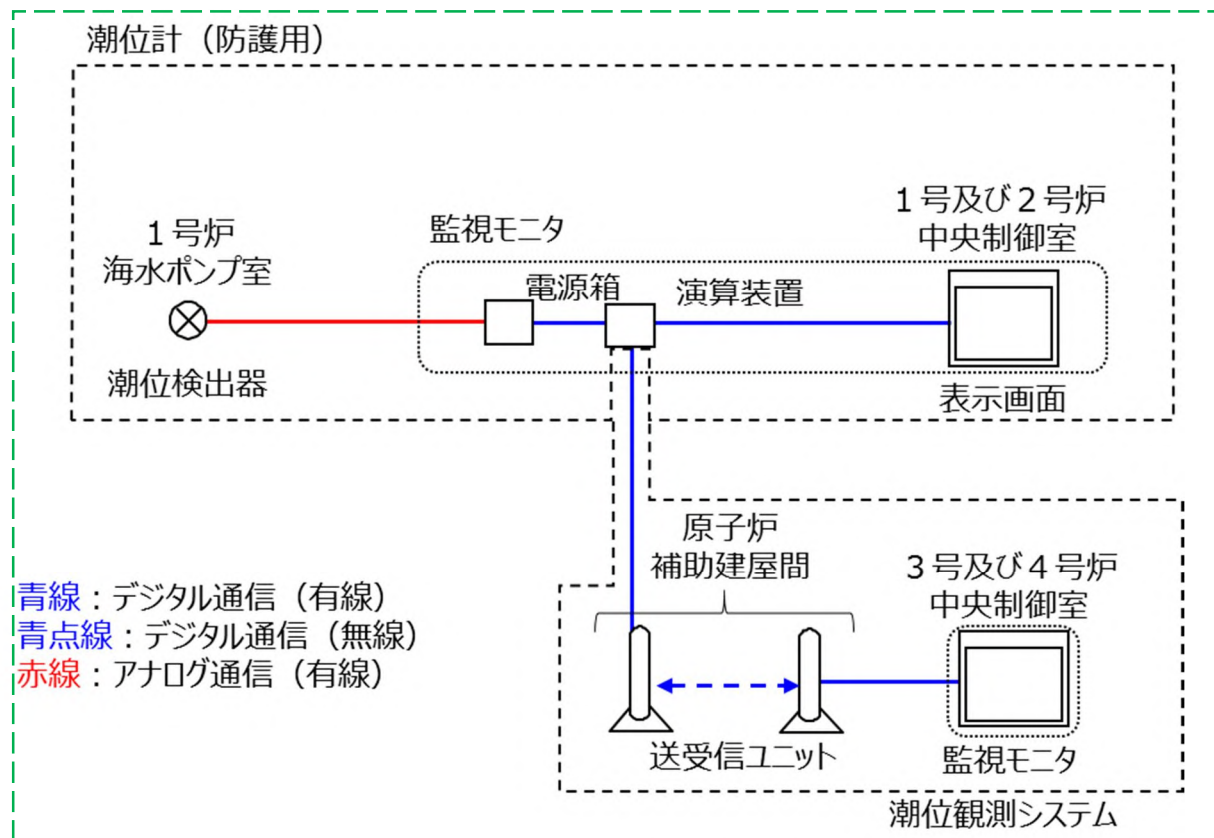 潮位計（防護用）
１号炉
海水ポンプ室
潮位検出器
監視モニタ
電源箱
演算装置
１号及び２号炉
中央制御室
表示画面
原子炉
補助建屋間
３号及び４号炉
中央制御室
青線：デジタル通信（有線）
青点線：デジタル通信（無線）
赤線：アナログ通信（有線）
送受信ユニット
監視モニタ
潮位観測システム